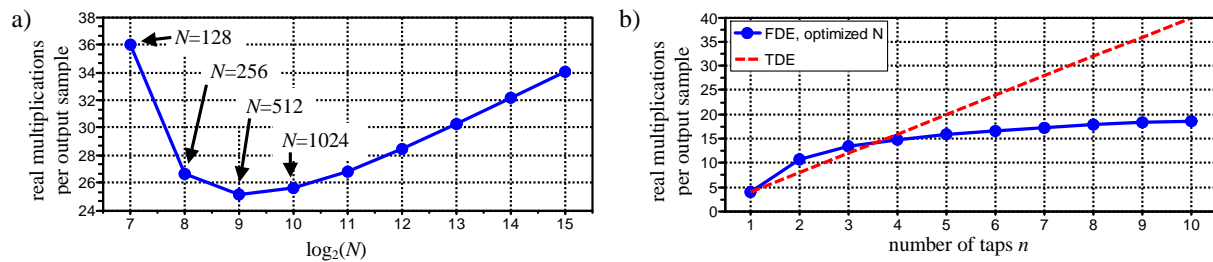 a)
real multiplications
per output sample
38
36
34
32
30
28
26
24
N=128
N=256
N=512
N=1024
7 8 9 10 11 12 13 14 15
log2(N)
b)
real multiplications
per output sample
40
35
30
25
20
15
10
5
0
FDE, optimized N
TDE
1 2 3 4 5 6 7 8 9 10
number of taps n